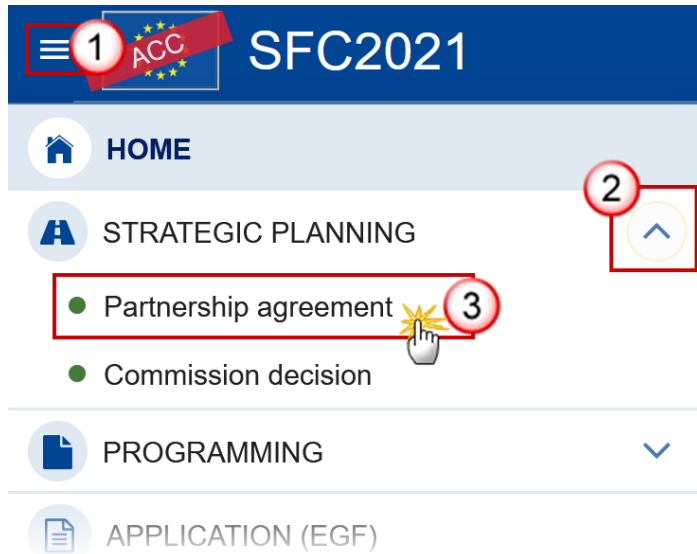 1
ACC
SFC2021
HOME
2
STRATEGIC PLANNING
Partnership agreement
3
Commission decision
PROGRAMMING
APPLICATION (EGF)